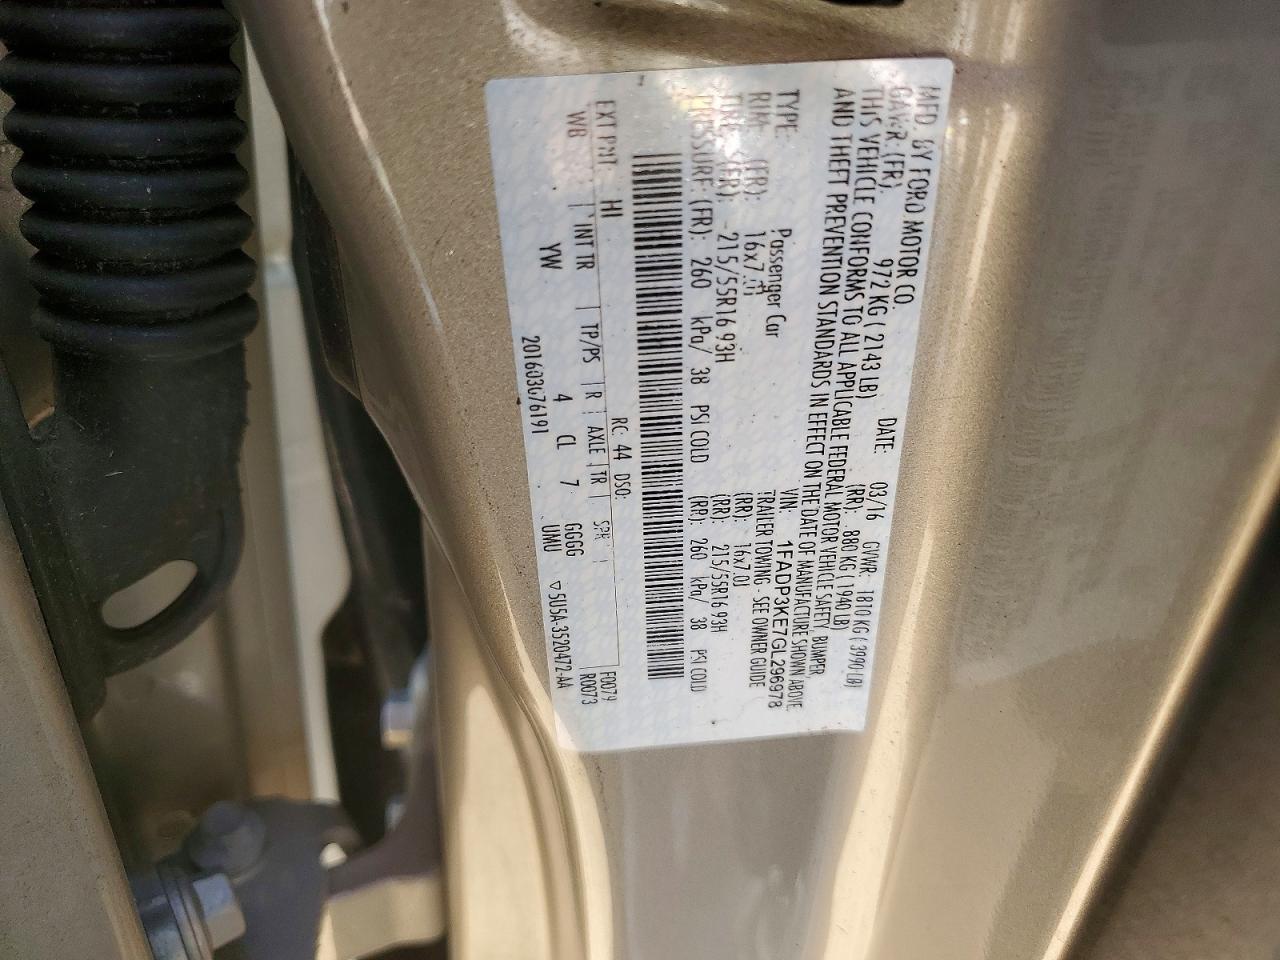 MFD. BY FORD MOTOR CO. DATE: 03/16 GVWR: 1810 KG ( 3990 LB)
GAWR: (FR), 972 KG ( 2143 LB) (RR): 880 KG ( 1940 LB)
THIS VEHICLE CONFORMS TO ALL APPLICABLE FEDERAL MOTOR VEHICLE SAFETY, BUMPER,
AND THEFT PREVENTION STANDARDS IN EFFECT ON THE DATE OF MANUFACTURE SHOWN ABOVE.
VIN: 1FADP3KE7GL296978
TYPE: Passenger Car TRAILER TOWING - SEE OWNER GUIDE
RIM: (FR): 16x7.0J (RR): 16x7.0J
TIRE: (FR): 215/55R16 93H (RR): 215/55R16 93H
PRESSURE: (FR): 260 kPa/ 38 PSI COLD (RR): 260 kPa/ 38 PSI COLD
RC: 44 DSO: F0079
EXT PNT: HI R0073
WB INT TR TP/PS R AXLE TR SPR
YW 4 CL 7 GGGG
UMU ▽5U5A-3520472-AA
201603076191